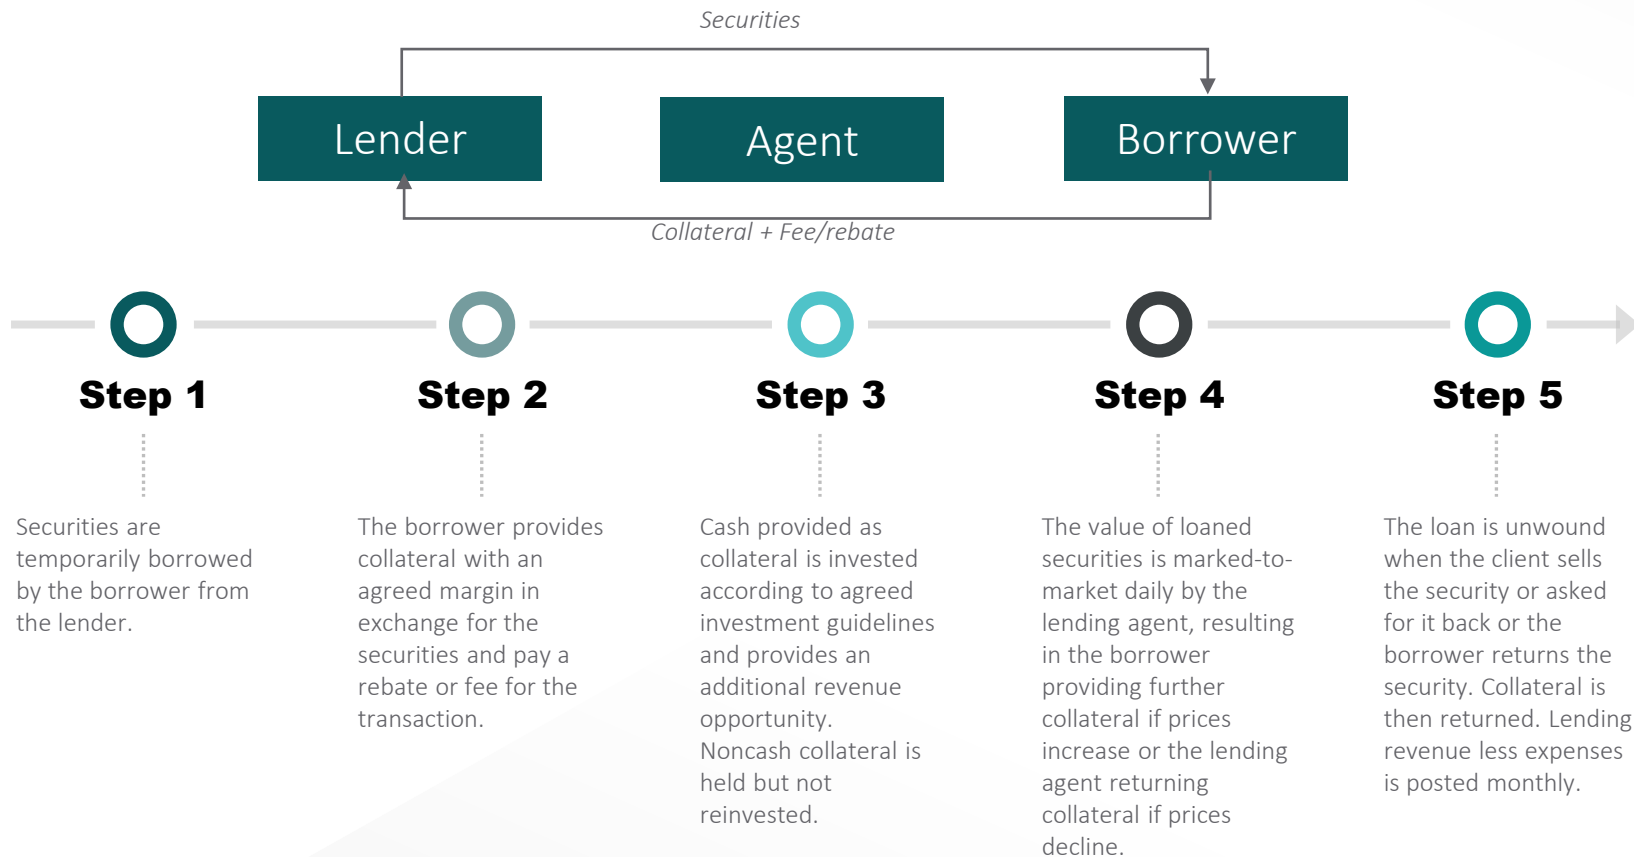 Securities
Lender
Agent
Borrower
Collateral + Fee/rebate
Step 1
Securities are
temporarily borrowed
by the borrower from
the lender.
Step 2
The borrower provides
collateral with an
agreed margin in
exchange for the
securities and pay a
rebate or fee for the
transaction.
Step 3
Cash provided as
collateral is invested
according to agreed
investment guidelines
and provides an
additional revenue
opportunity.
Noncash collateral is
held but not
reinvested.
Step 4
The value of loaned
securities is marked-to-
market daily by the
lending agent, resulting
in the borrower
providing further
collateral if prices
increase or the lending
agent returning
collateral if prices
decline.
Step 5
The loan is unwound
when the client sells
the security or asked
for it back or the
borrower returns the
security. Collateral is
then returned. Lending
revenue less expenses
is posted monthly.